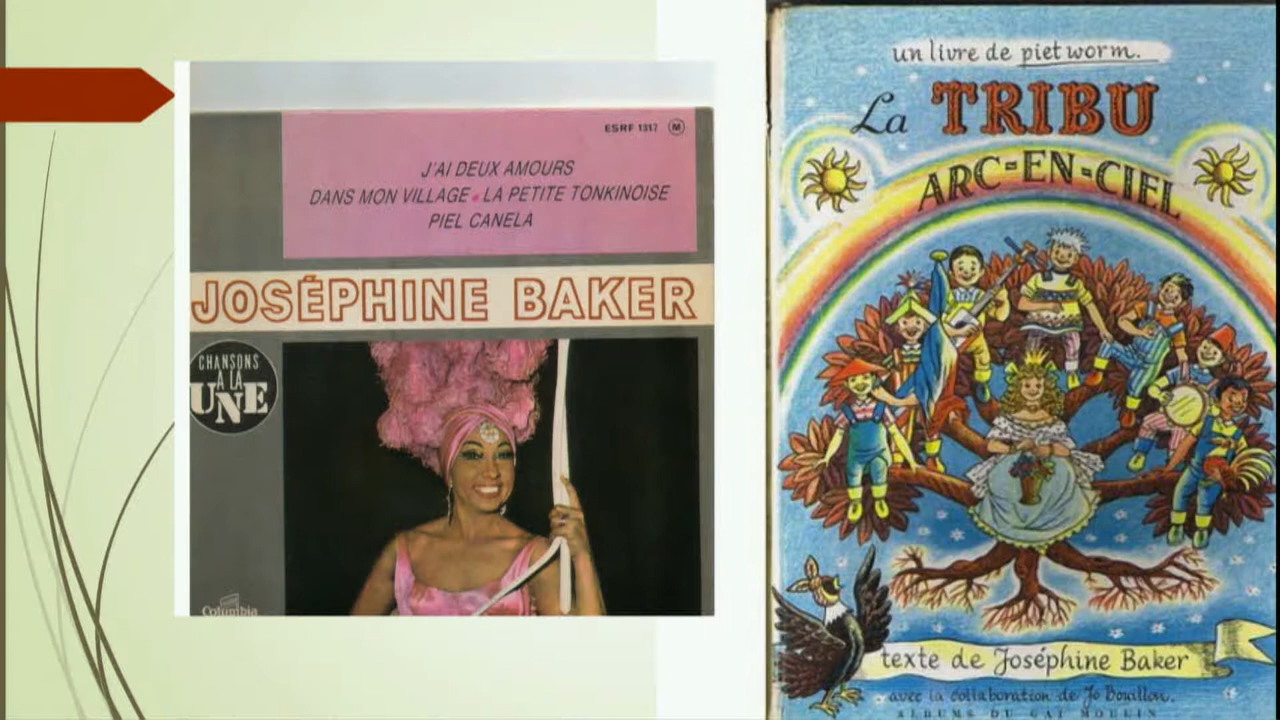 ESRF 1317 M
J'AI DEUX AMOURS
DANS MON VILLAGE • LA PETITE TONKINOISE
PIEL CANELA
JOSÉPHINE BAKER
CHANSONS
A LA
UNE
Columbia
un livre de piet worm.
La TRIBU
ARC-EN-CIEL
texte de Joséphine Baker
avec la collaboration de Jo Bouillon.
ALBUMS DU GAI MOULIN